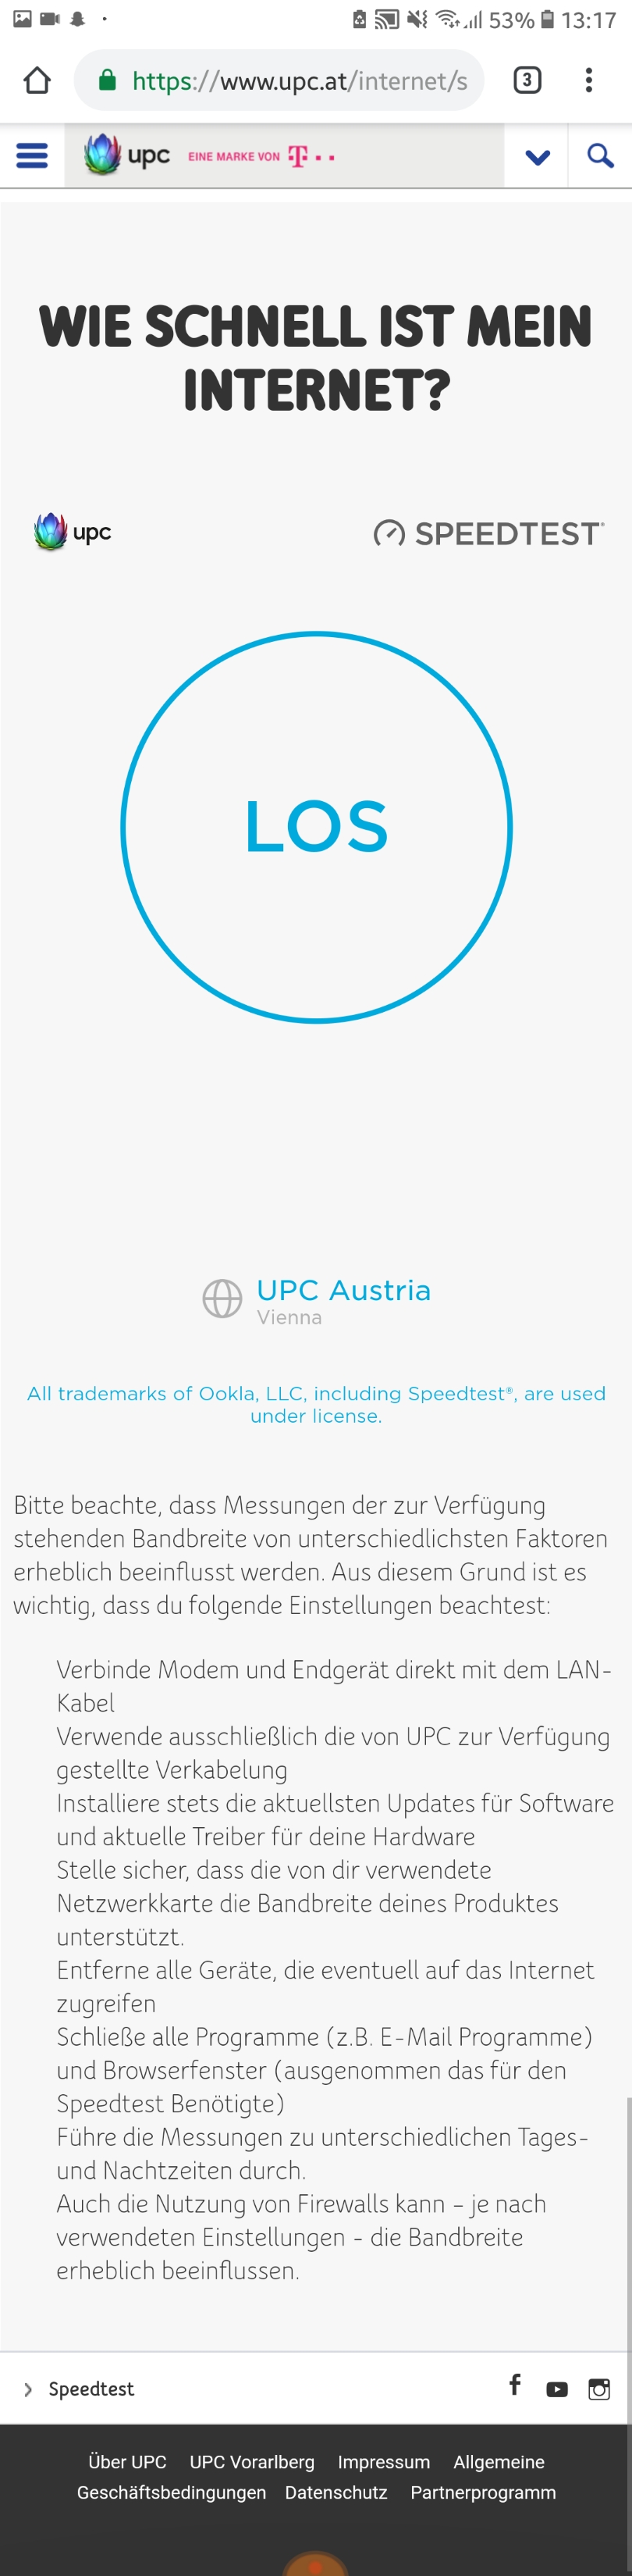 53% 13:17
https://www.upc.at/internet/s
3
upc EINE MARKE VON T
WIE SCHNELL IST MEIN
INTERNET?
upc SPEEDTEST
LOS
UPC Austria
Vienna
All trademarks of Ookla, LLC, including Speedtest®, are used
under license.
Bitte beachte, dass Messungen der zur Verfügung
stehenden Bandbreite von unterschiedlichsten Faktoren
erheblich beeinflusst werden. Aus diesem Grund ist es
wichtig, dass du folgende Einstellungen beachtest:
Verbinde Modem und Endgerät direkt mit dem LAN-
Kabel
Verwende ausschließlich die von UPC zur Verfügung
gestellte Verkabelung
Installiere stets die aktuellsten Updates für Software
und aktuelle Treiber für deine Hardware
Stelle sicher, dass die von dir verwendete
Netzwerkkarte die Bandbreite deines Produktes
unterstützt.
Entferne alle Geräte, die eventuell auf das Internet
zugreifen
Schließe alle Programme (z.B. E-Mail Programme)
und Browserfenster (ausgenommen das für den
Speedtest Benötigte)
Führe die Messungen zu unterschiedlichen Tages-
und Nachtzeiten durch.
Auch die Nutzung von Firewalls kann – je nach
verwendeten Einstellungen - die Bandbreite
erheblich beeinflussen.
Speedtest
Über UPC UPC Vorarlberg Impressum Allgemeine
Geschäftsbedingungen Datenschutz Partnerprogramm